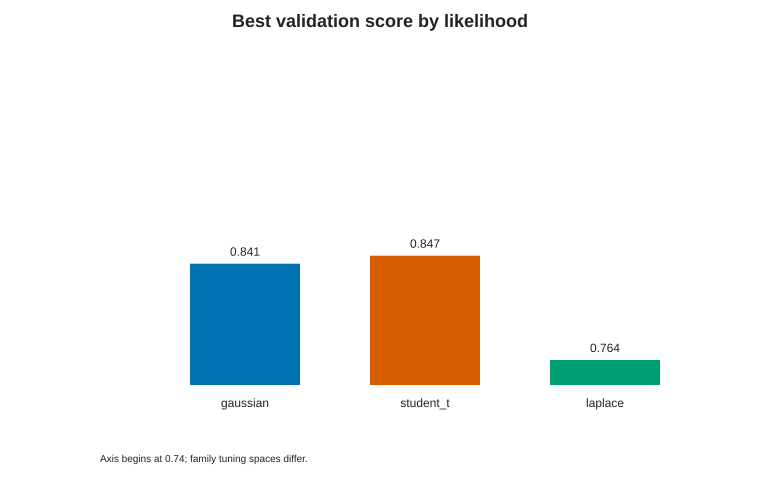 Best validation score by likelihood
0.841
0.847
0.764
gaussian
student_t
laplace
Axis begins at 0.74; family tuning spaces differ.